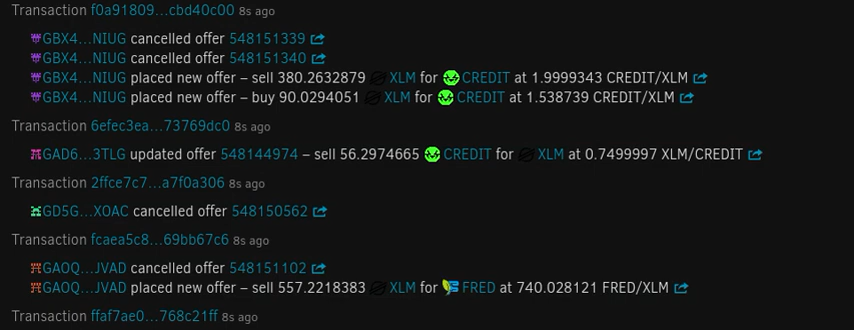 Transaction f0a91809...cbd40c00 8s ago
GBX4...NIUG cancelled offer 548151339
GBX4...NIUG cancelled offer 548151340
GBX4...NIUG placed new offer – sell 380.2632879 XLM for CREDIT at 1.9999343 CREDIT/XLM
GBX4...NIUG placed new offer – buy 90.0294051 XLM for CREDIT at 1.538739 CREDIT/XLM
Transaction 6efec3ea...73769dc0 8s ago
GAD6...3TLG updated offer 548144974 – sell 56.2974665 CREDIT for XLM at 0.7499997 XLM/CREDIT
Transaction 2ffce7c7...a7f0a306 8s ago
GD5G...XOAC cancelled offer 548150562
Transaction fcaea5c8...69bb67c6 8s ago
GAOQ...JVAD cancelled offer 548151102
GAOQ...JVAD placed new offer – sell 557.2218383 XLM for FRED at 740.028121 FRED/XLM
Transaction ffaf7ae0...768c21ff 8s ago